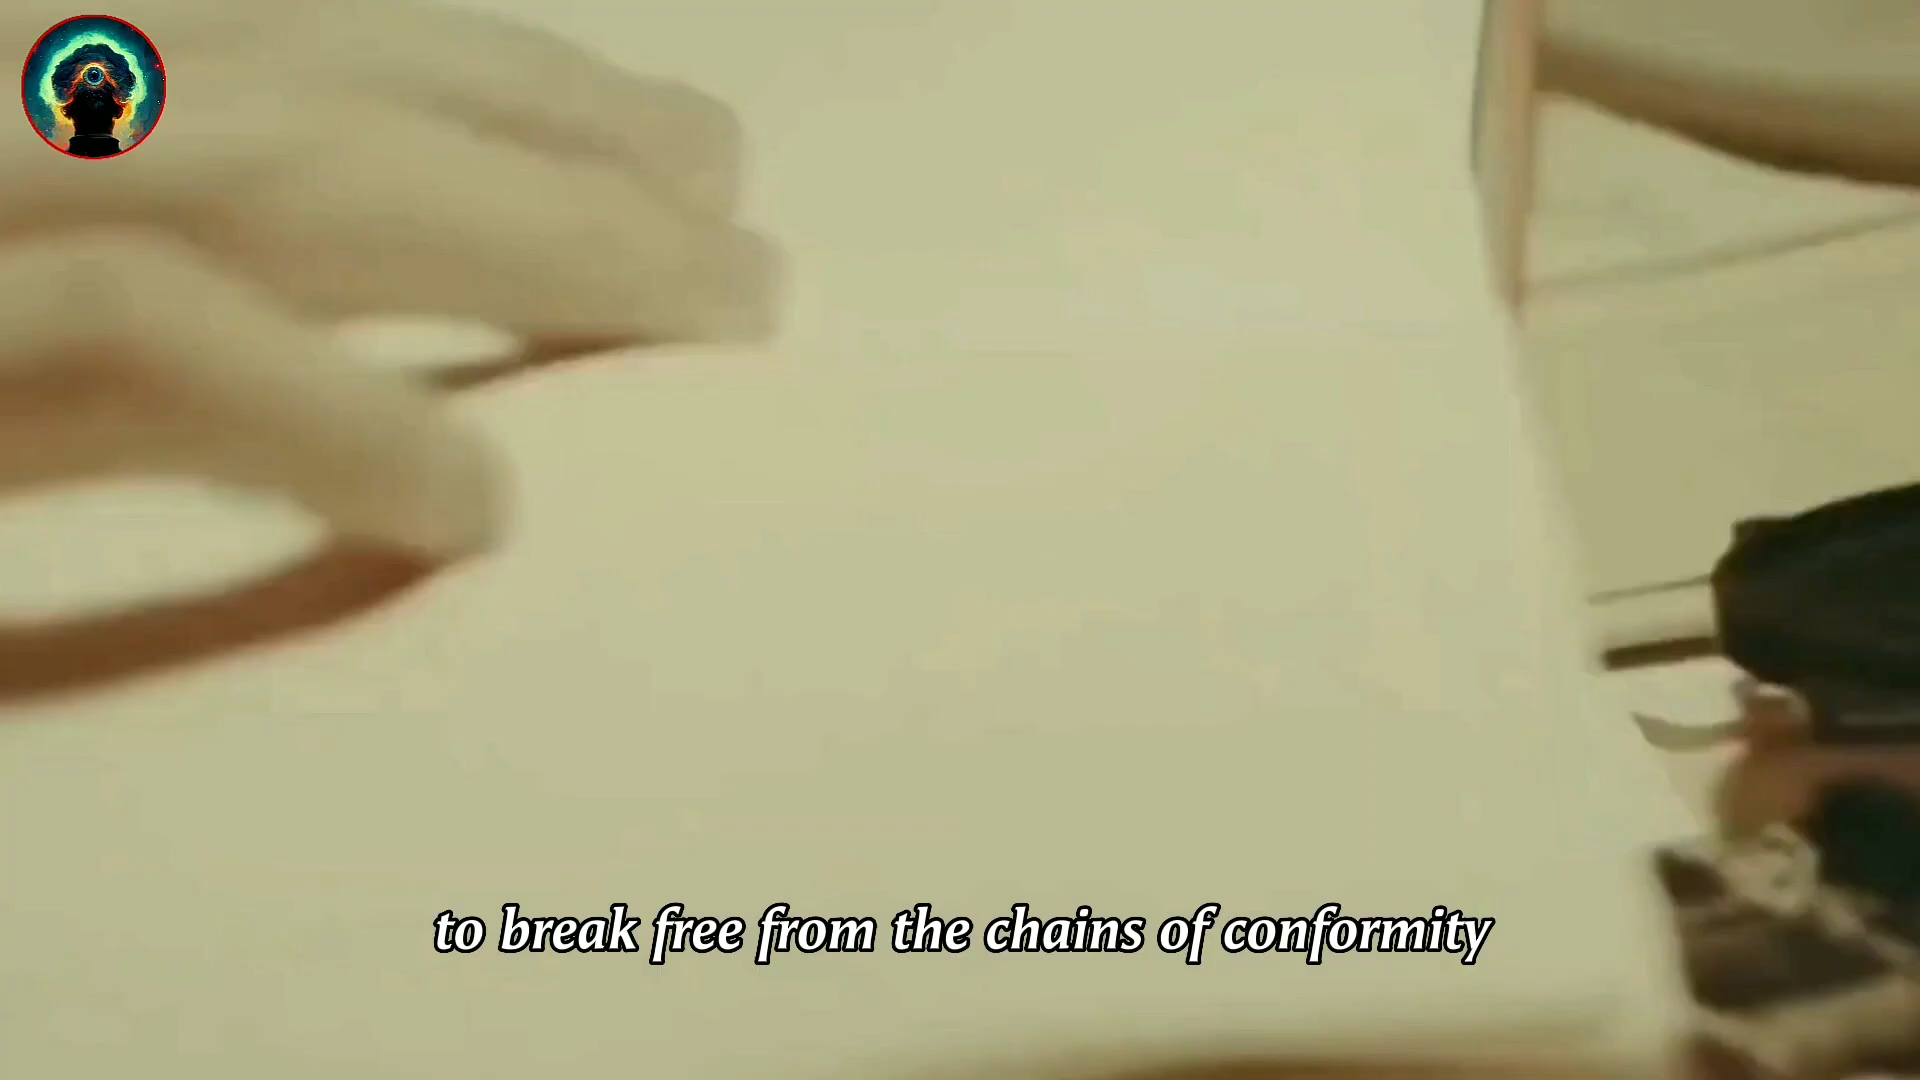 to break free from the chains of conformity